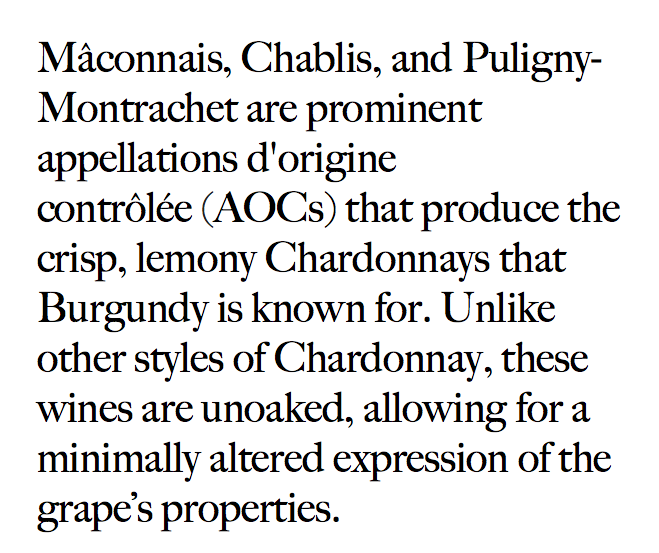 Mâconnais, Chablis, and Puligny-
Montrachet are prominent
appellations d'origine
contrôlée (AOCs) that produce the
crisp, lemony Chardonnays that
Burgundy is known for. Unlike
other styles of Chardonnay, these
wines are unoaked, allowing for a
minimally altered expression of the
grape’s properties.